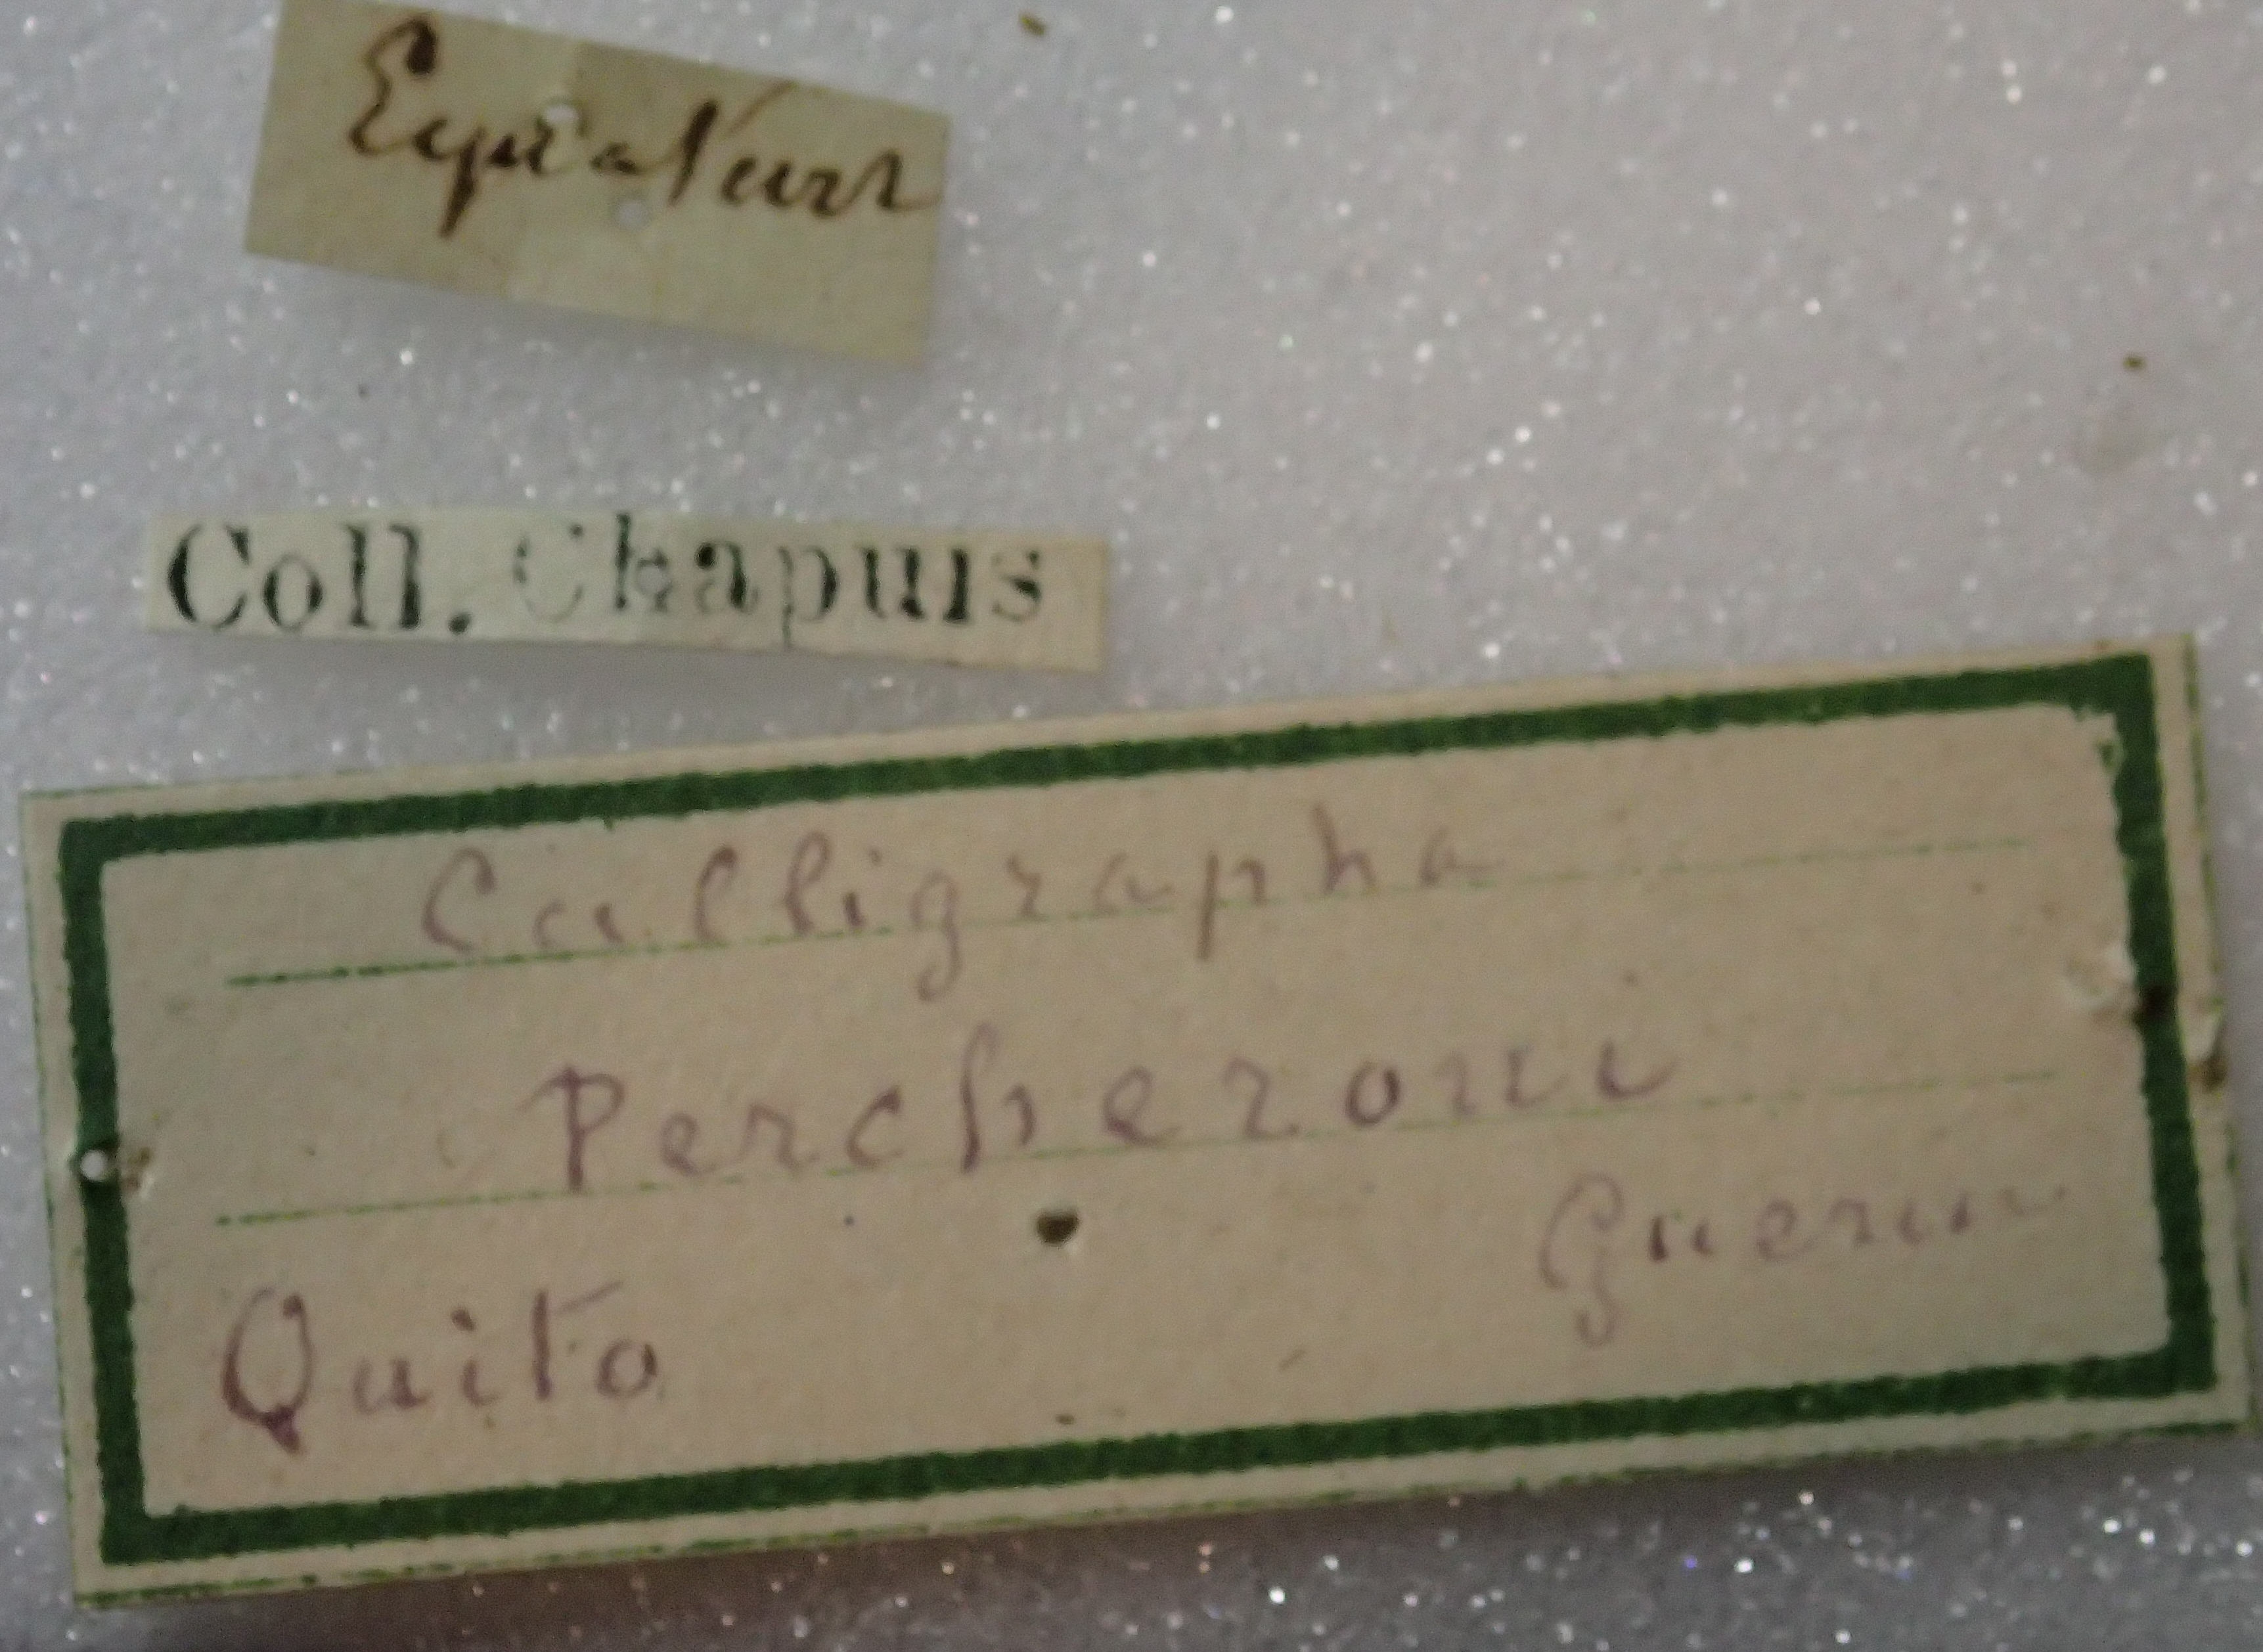 Equateur
Coll. Chapuis
Calligrapha
Percheroni
Guerin
Quito